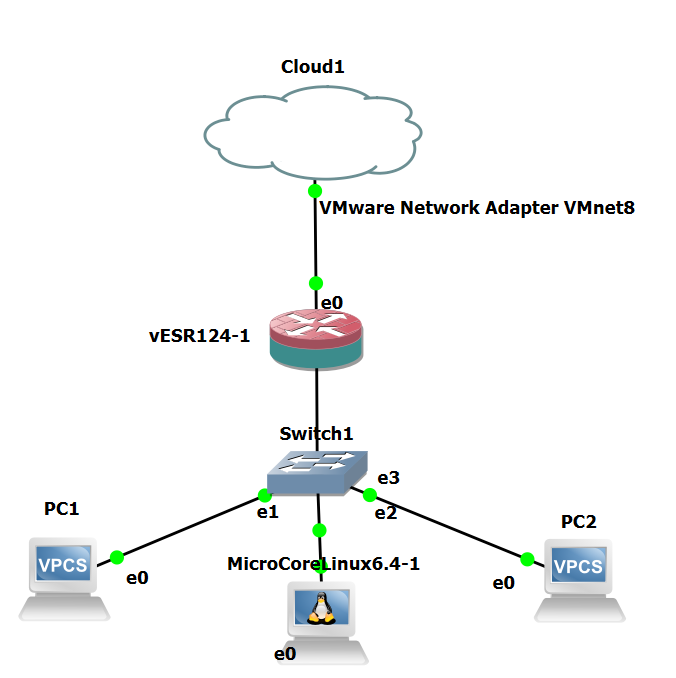 Cloud1
VMware Network Adapter VMnet8
e0
vESR124-1
Switch1
e3
e1
e2
PC1
PC2
MicroCoreLinux6.4-1
VPCS
VPCS
e0
e0
e0